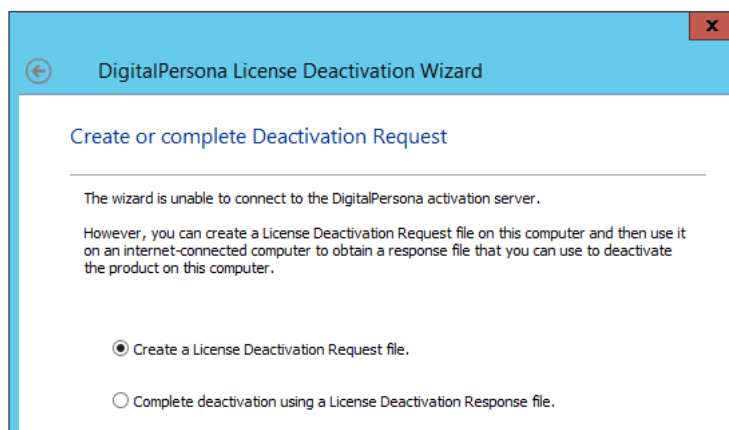 x
DigitalPersona License Deactivation Wizard
Create or complete Deactivation Request
The wizard is unable to connect to the DigitalPersona activation server.
However, you can create a License Deactivation Request file on this computer and then use it
on an internet-connected computer to obtain a response file that you can use to deactivate
the product on this computer.
Create a License Deactivation Request file.
Complete deactivation using a License Deactivation Response file.